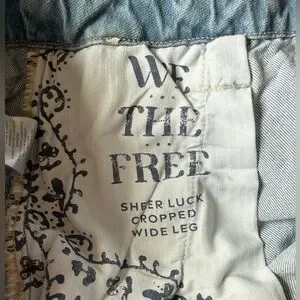 WE
THE
FREE
SHEER LUCK
CROPPED
WIDE LEG